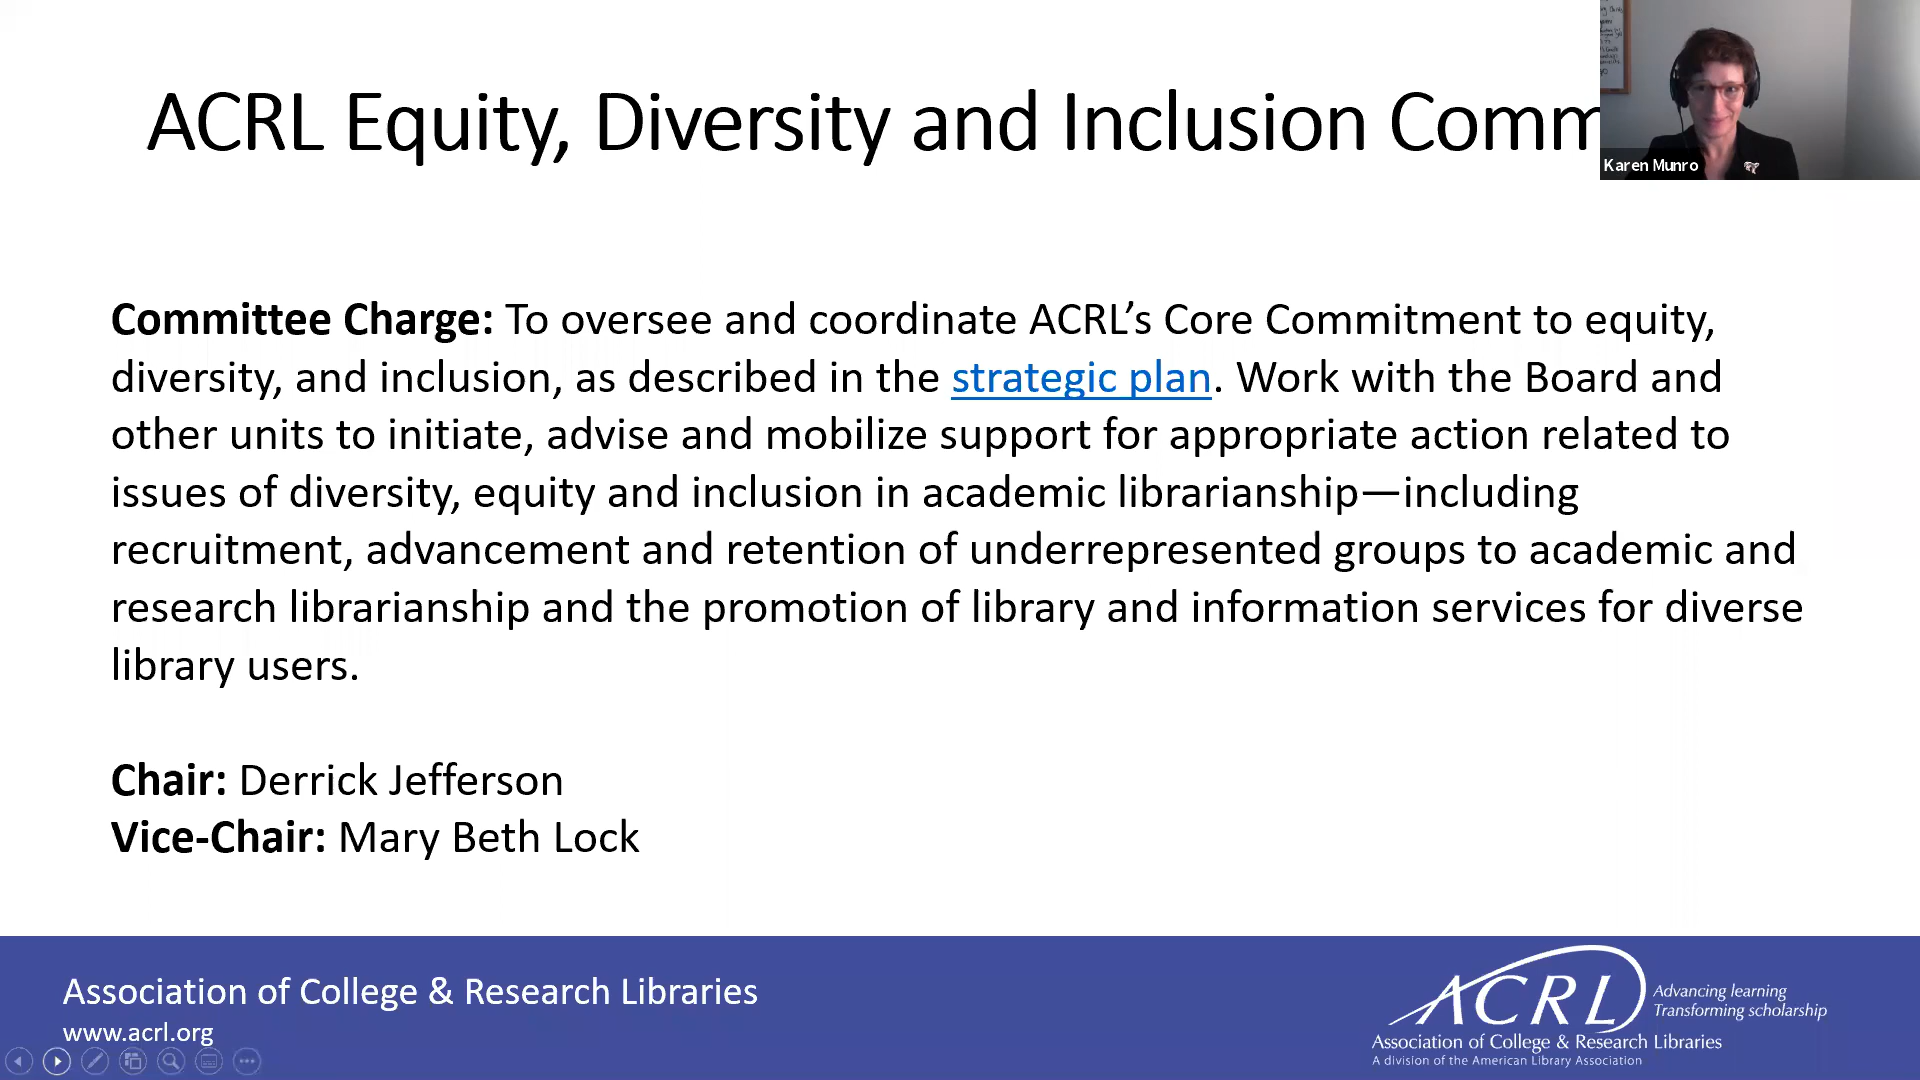 ACRL Equity, Diversity and Inclusion Comm
Karen Munro
Committee Charge: To oversee and coordinate ACRL’s Core Commitment to equity,
diversity, and inclusion, as described in the strategic plan. Work with the Board and
other units to initiate, advise and mobilize support for appropriate action related to
issues of diversity, equity and inclusion in academic librarianship—including
recruitment, advancement and retention of underrepresented groups to academic and
research librarianship and the promotion of library and information services for diverse
library users.
Chair: Derrick Jefferson
Vice-Chair: Mary Beth Lock
Association of College & Research Libraries
www.acrl.org
ACRL
Advancing learning
Transforming scholarship
Association of College & Research Libraries
A division of the American Library Association